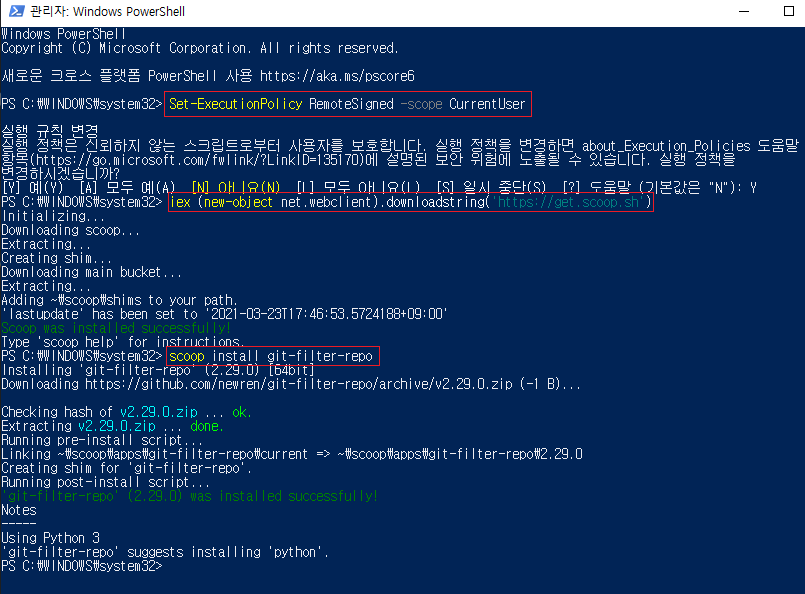 관리자: Windows PowerShell
Windows PowerShell
Copyright (C) Microsoft Corporation. All rights reserved.
새로운 크로스 플랫폼 PowerShell 사용 https://aka.ms/pscore6
PS C:₩WINDOWS₩system32> Set-ExecutionPolicy RemoteSigned -scope CurrentUser
실행 규칙 변경
실행 정책은 신뢰하지 않는 스크립트로부터 사용자를 보호합니다. 실행 정책을 변경하면 about_Execution_Policies 도움말
항목(https://go.microsoft.com/fwlink/?LinkID=135170)에 설명된 보안 위험에 노출될 수 있습니다. 실행 정책을
변경하시겠습니까?
[Y] 예(Y)  [A] 모두 예(A)  [N] 아니요(N)  [L] 모두 아니요(L)  [S] 일시 중단(S)  [?] 도움말 (기본값은 "N"): Y
PS C:₩WINDOWS₩system32> iex (new-object net.webclient).downloadstring('https://get.scoop.sh')
Initializing...
Downloading scoop...
Extracting...
Creating shim...
Downloading main bucket...
Extracting...
Adding ~₩scoop₩shims to your path.
'lastupdate' has been set to '2021-03-23T17:46:53.5724188+09:00'
Scoop was installed successfully!
Type 'scoop help' for instructions.
PS C:₩WINDOWS₩system32> scoop install git-filter-repo
Installing 'git-filter-repo' (2.29.0) [64bit]
Downloading https://github.com/newren/git-filter-repo/archive/v2.29.0.zip (-1 B)...
Checking hash of v2.29.0.zip ... ok.
Extracting v2.29.0.zip ... done.
Running pre-install script...
Linking ~₩scoop₩apps₩git-filter-repo₩current => ~₩scoop₩apps₩git-filter-repo₩2.29.0
Creating shim for 'git-filter-repo'.
Running post-install script...
'git-filter-repo' (2.29.0) was installed successfully!
Notes
-----
Using Python 3
'git-filter-repo' suggests installing 'python'.
PS C:₩WINDOWS₩system32>